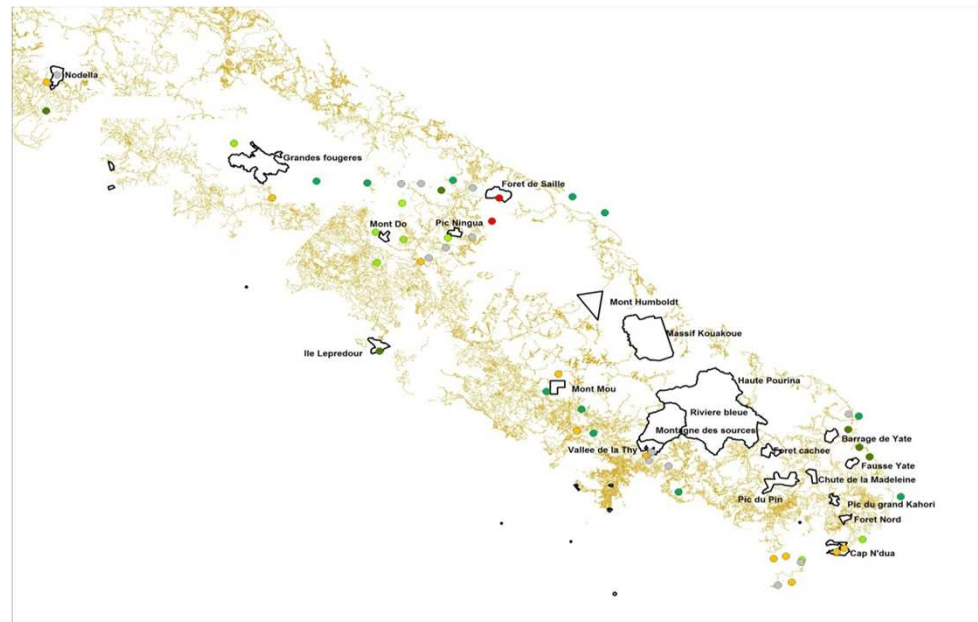 Nodella
Grandes fougeres
Foret de Saille
Mont Do
Pic Ningua
Mont Humboldt
Massif Kouakoue
Ile Lepredour
Haute Pourina
Mont Mou
Riviere bleue
Montagne des sources
Barrage de Yate
Vallee de la Thy
Foret cachee
Fausse Yate
Chute de la Madeleine
Pic du Pin
Pic du grand Kahori
Foret Nord
Cap N'dua